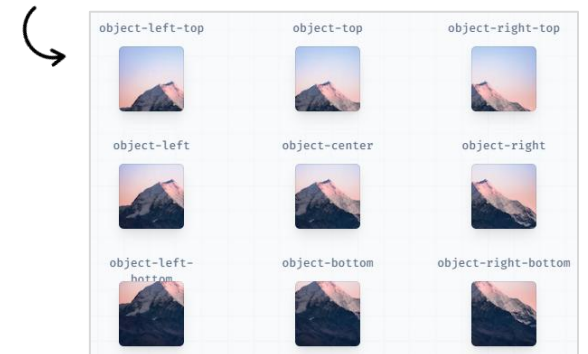 object-left-top object-top object-right-top
object-left object-center object-right
object-left- object-bottom object-right-bottom
bottom